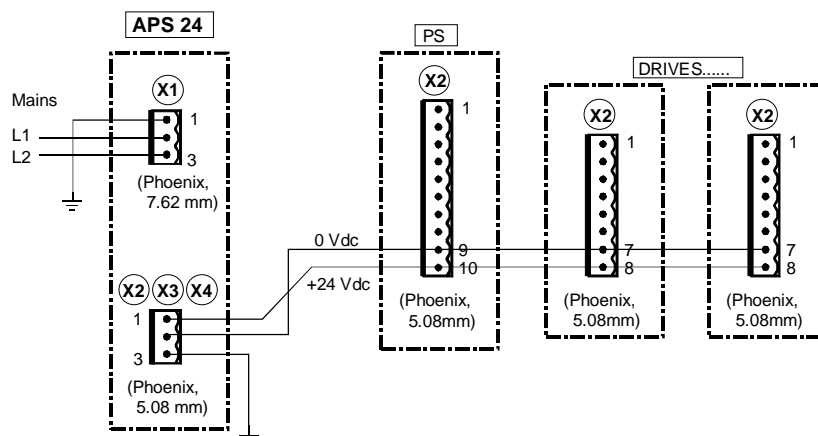 APS 24
PS
DRIVES......
X1
Mains
1
L1
L2
3
(Phoenix,
7.62 mm)
X2 X3 X4
1
3
(Phoenix,
5.08 mm)
0 Vdc
+24 Vdc
X2
1
9
10
(Phoenix,
5.08mm)
X2
1
7
8
(Phoenix,
5.08mm)
X2
1
7
8
(Phoenix,
5.08mm)